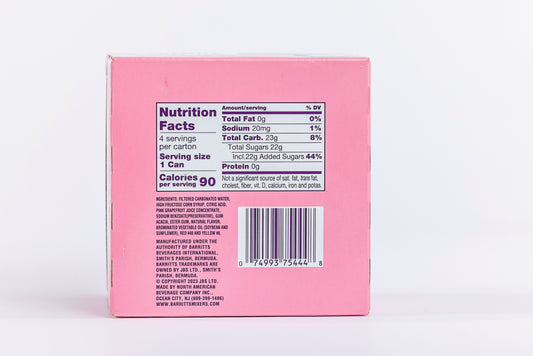 Nutrition
Facts
4 servings
per carton
Serving size
1 Can
Calories
per serving 90
Amount/serving % DV
Total Fat 0g 0%
Sodium 20mg 1%
Total Carb. 23g 8%
Total Sugars 22g
Incl.22g Added Sugars 44%
Protein 0g
Not a significant source of sat. fat, trans fat,
cholest, fiber, vit. D, calcium, iron and potas.
INGREDIENTS: FILTERED CARBONATED WATER,
HIGH FRUCTOSE CORN SYRUP, CITRIC ACID,
PINK GRAPEFRUIT JUICE CONCENTRATE,
SODIUM BENZOATE(PRESERVATIVE), GUM
ACACIA, ESTER GUM, NATURAL FLAVOR,
BROMINATED VEGETABLE OIL (SOYBEAN AND
SUNFLOWER), RED #40 AND YELLOW #6.
MANUFACTURED UNDER THE
AUTHORITY OF BARRITTS
BEVERAGES INTERNATIONAL,
SMITH'S PARISH, BERMUDA.
BARRITTS TRADEMARKS ARE
OWNED BY JBS LTD., SMITH'S
PARISH, BERMUDA.
© COPYRIGHT 2023 JBS LTD.
MADE BY NORTH AMERICAN
BEVERAGE COMPANY INC.,
OCEAN CITY, NJ (609-399-1486)
WWW.BARRITTSMIXERS.COM
0 74993 75444 8